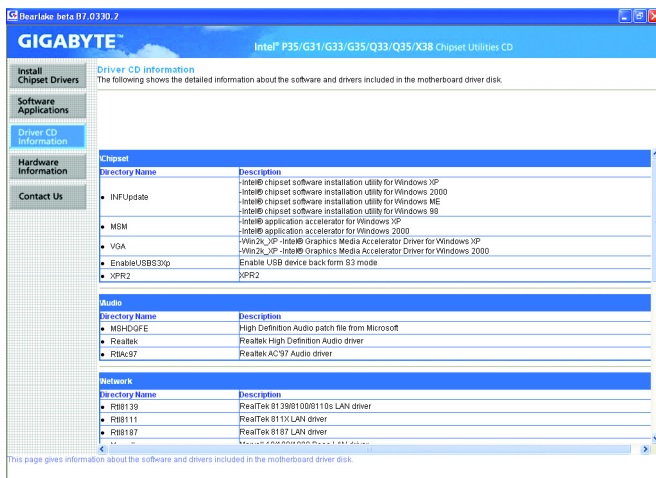 Bearlake beta B7.0330.2
GIGABYTE™
Intel® P35/G31/G33/G35/Q33/Q35/X38 Chipset Utilities CD
Install
Chipset Drivers
Software
Applications
Driver CD
Information
Hardware
Information
Contact Us
Driver CD information
The following shows the detailed information about the software and drivers included in the motherboard driver disk.
\Chipset
Directory Name Description
• INFUpdate
-Intel® chipset software installation utility for Windows XP
-Intel® chipset software installation utility for Windows 2000
-Intel® chipset software installation utility for Windows ME
-Intel® chipset software installation utility for Windows 98
• MSM
-Intel® application accelerator for Windows XP
-Intel® application accelerator for Windows 2000
• VGA
-Win2k_XP -Intel® Graphics Media Accelerator Driver for Windows XP
-Win2k_XP -Intel® Graphics Media Accelerator Driver for Windows 2000
• EnableUSBS3Xp Enable USB device back form S3 mode
• XPR2 XPR2
\Audio
Directory Name Description
• MSHDQFE High Definition Audio patch file from Microsoft
• Realtek Realtek High Definition Audio driver
• RtlAc97 Realtek AC'97 Audio driver
\Network
Directory Name Description
• Rtl8139 RealTek 8139/8100/8110s LAN driver
• Rtl8111 RealTek 811X LAN driver
• Rtl8187 RealTek 8187 LAN driver
This page gives information about the software and drivers included in the motherboard driver disk.